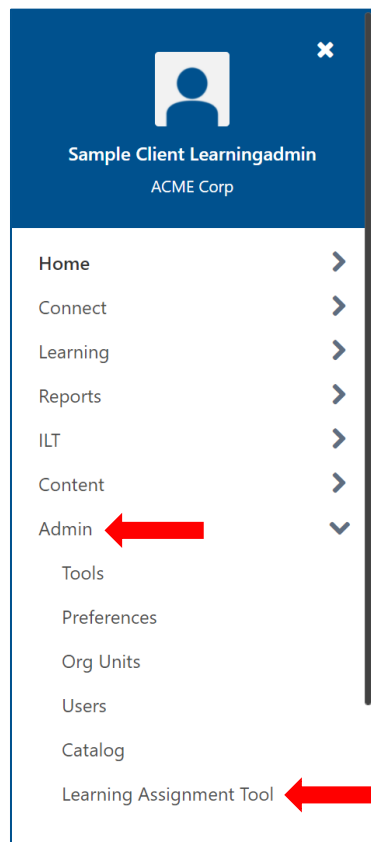 Sample Client Learningadmin
ACME Corp
Home
Connect
Learning
Reports
ILT
Content
Admin
Tools
Preferences
Org Units
Users
Catalog
Learning Assignment Tool